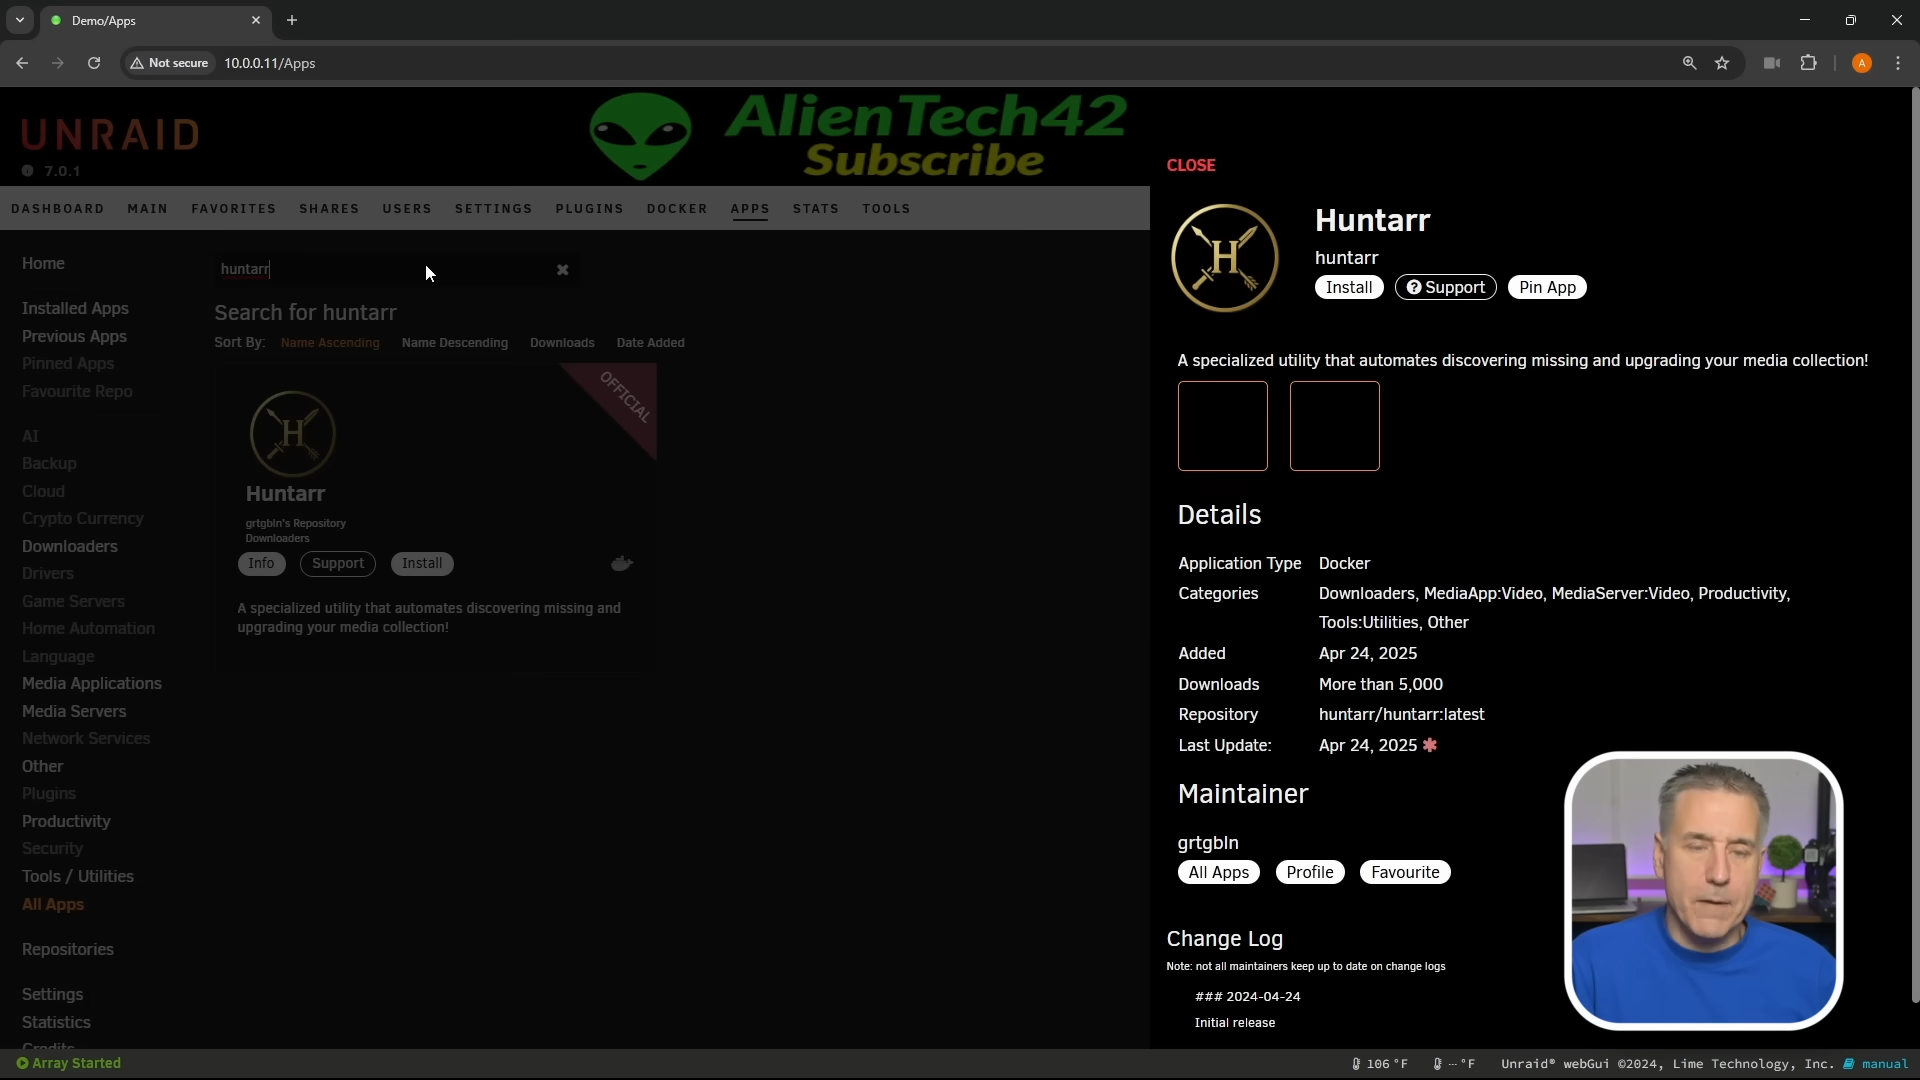 Demo/Apps
Not secure
10.0.0.11/Apps
A
UNRAID
7.0.1
AlienTech42
Subscribe
DASHBOARD MAIN FAVORITES SHARES USERS SETTINGS PLUGINS DOCKER APPS STATS TOOLS
Home
Installed Apps
Previous Apps
Pinned Apps
Favourite Repo
AI
Backup
Cloud
Crypto Currency
Downloaders
Drivers
Game Servers
Home Automation
Language
Media Applications
Media Servers
Network Services
Other
Plugins
Productivity
Security
Tools / Utilities
All Apps
Repositories
Settings
Statistics
Credits
huntarr
Search for huntarr
Sort By: Name Ascending Name Descending Downloads Date Added
OFFICIAL
H
Huntarr
grtgbln's Repository
Downloaders
Info Support Install
A specialized utility that automates discovering missing and
upgrading your media collection!
CLOSE
H
Huntarr
huntarr
Install Support Pin App
A specialized utility that automates discovering missing and upgrading your media collection!
Details
Application Type Docker
Categories Downloaders, MediaApp:Video, MediaServer:Video, Productivity,
Tools:Utilities, Other
Added Apr 24, 2025
Downloads More than 5,000
Repository huntarr/huntarr:latest
Last Update: Apr 24, 2025 ✱
Maintainer
grtgbln
All Apps Profile Favourite
Change Log
Note: not all maintainers keep up to date on change logs
### 2024-04-24
Initial release
Array Started
106 °F -- °F Unraid® webGui ©2024, Lime Technology, Inc. manual